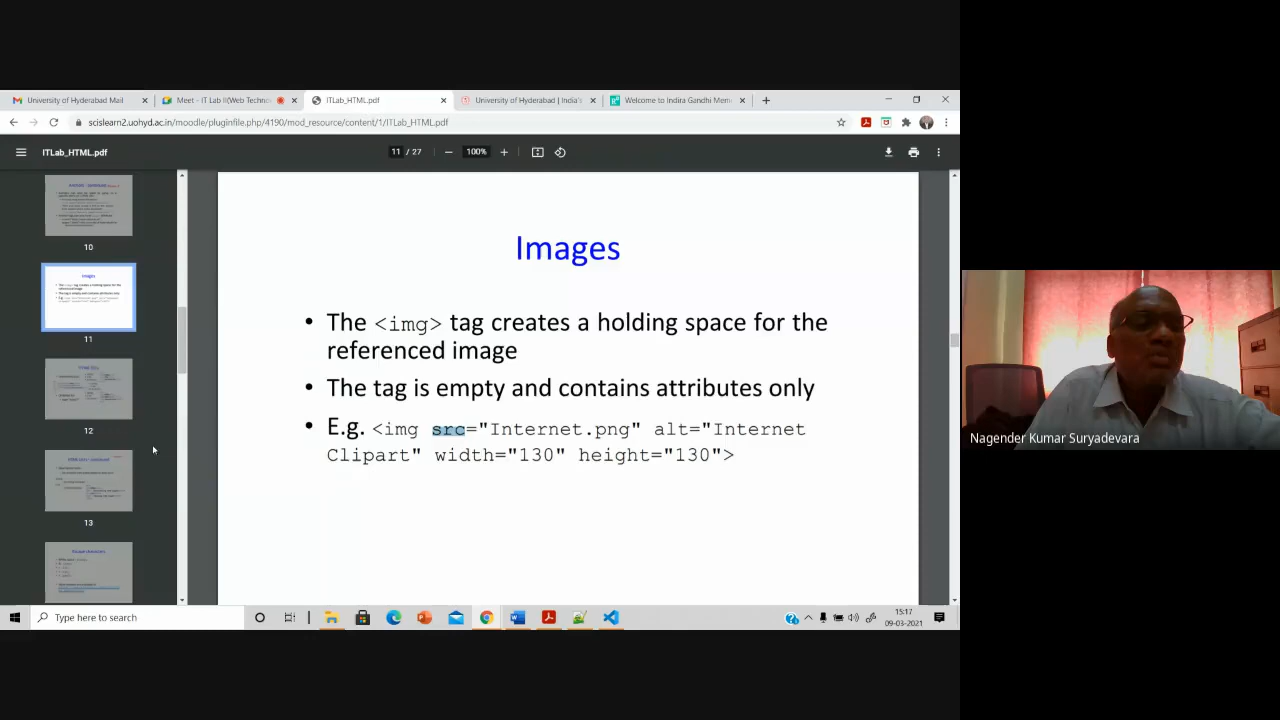 University of Hyderabad Mail
Meet - IT Lab II(Web Techno
ITLab_HTML.pdf
University of Hyderabad | India's
Welcome to Indira Gandhi Mem
scislearn2.uohyd.ac.in/moodle/pluginfile.php/4190/mod_resource/content/1/ITLab_HTML.pdf
ITLab_HTML.pdf
11 / 27
100%
10
Images
11
12
13
Images
• The <img> tag creates a holding space for the
referenced image
• The tag is empty and contains attributes only
• E.g. <img src="Internet.png" alt="Internet
Clipart" width="130" height="130">
Nagender Kumar Suryadevara
Type here to search
15:17
09-03-2021